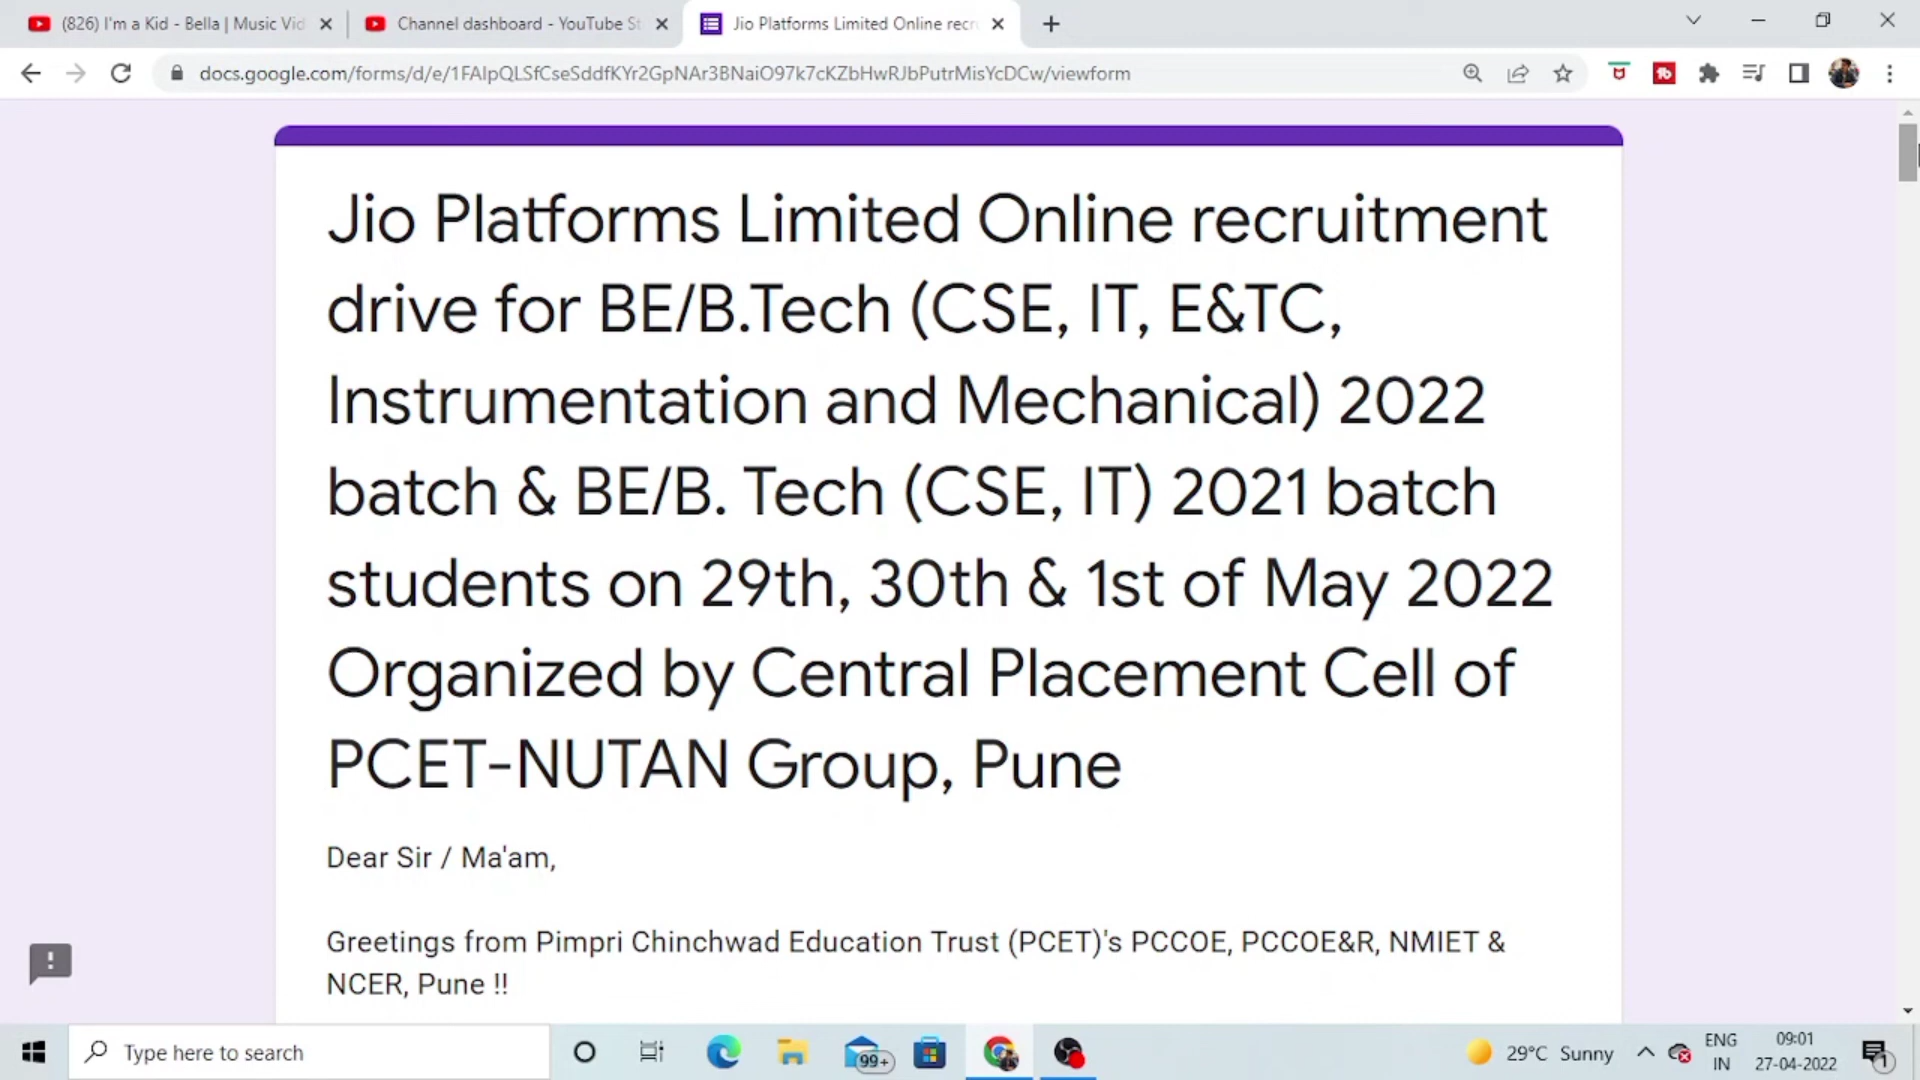 (826) I'm a Kid - Bella | Music Vid
Channel dashboard - YouTube St
Jio Platforms Limited Online recr
docs.google.com/forms/d/e/1FAIpQLSfCseSddfKYr2GpNAr3BNaiO97k7cKZbHwRJbPutrMisYcDCw/viewform
Jio Platforms Limited Online recruitment
drive for BE/B.Tech (CSE, IT, E&TC,
Instrumentation and Mechanical) 2022
batch & BE/B. Tech (CSE, IT) 2021 batch
students on 29th, 30th & 1st of May 2022
Organized by Central Placement Cell of
PCET-NUTAN Group, Pune
Dear Sir / Ma'am,
Greetings from Pimpri Chinchwad Education Trust (PCET)'s PCCOE, PCCOE&R, NMIET &
NCER, Pune !!
Type here to search
99+
29°C Sunny
ENG
IN
09:01
27-04-2022
1